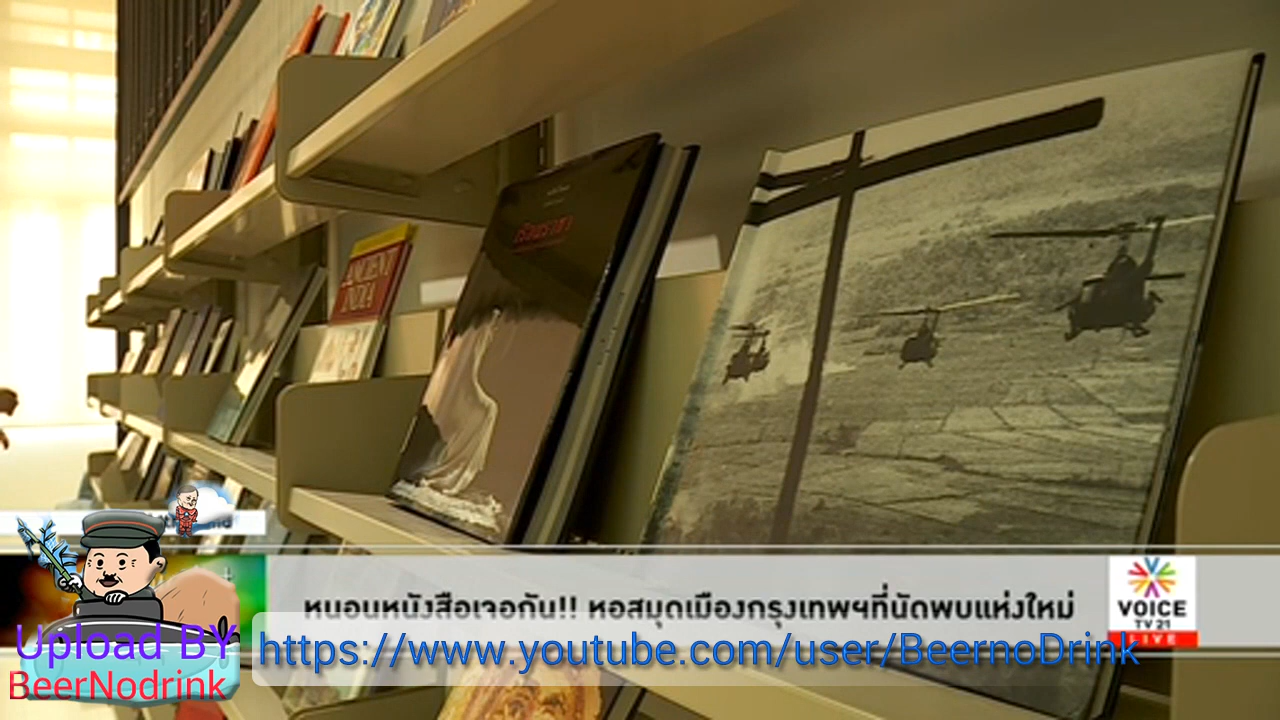 ANCIENT
INDIA
หนอนหนังสือเจอกัน!! หอสมุดเมืองกรุงเทพฯที่นัดพบแห่งใหม่
VOICE
TV 21
LIVE
Upload BY
BeerNodrink
https://www.youtube.com/user/BeernoDrink